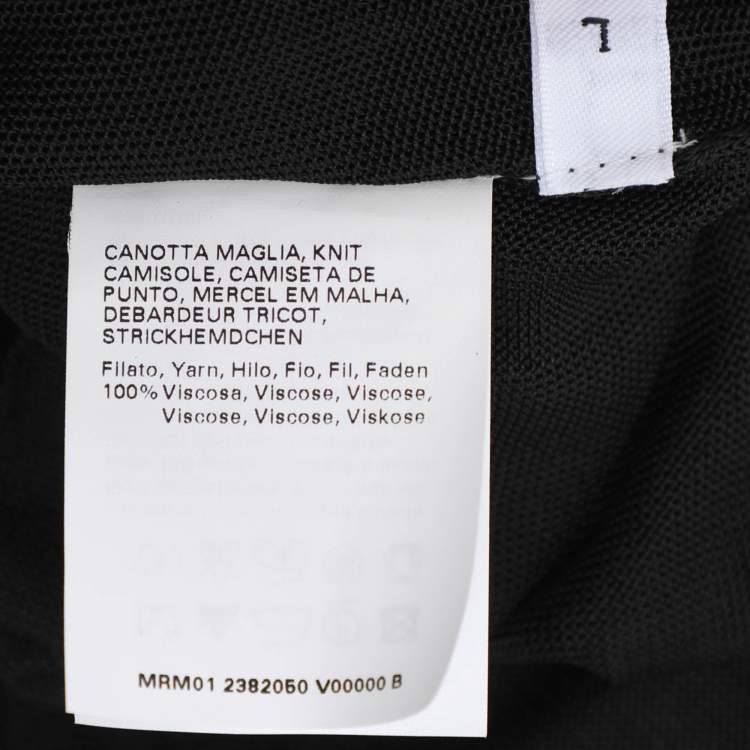 L
CANOTTA MAGLIA, KNIT
CAMISOLE, CAMISETA DE
PUNTO, MERCEL EM MALHA,
DEBARDEUR TRICOT,
STRICKHEMDCHEN
Filato, Yarn, Hilo, Fio, Fil, Faden
100% Viscosa, Viscose, Viscose,
Viscose, Viscose, Viskose
MRM01 2382050 V00000 B